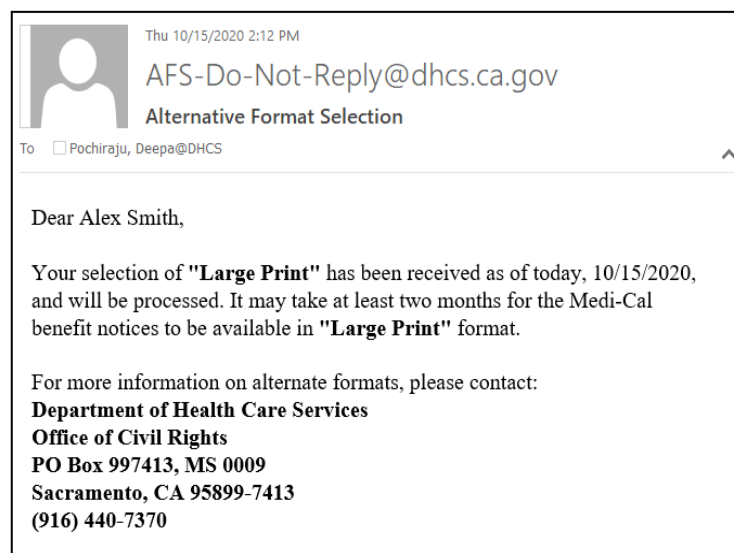 Thu 10/15/2020 2:12 PM
AFS-Do-Not-Reply@dhcs.ca.gov
Alternative Format Selection
To Pochiraju, Deepa@DHCS
Dear Alex Smith,
Your selection of "Large Print" has been received as of today, 10/15/2020,
and will be processed. It may take at least two months for the Medi-Cal
benefit notices to be available in "Large Print" format.
For more information on alternate formats, please contact:
Department of Health Care Services
Office of Civil Rights
PO Box 997413, MS 0009
Sacramento, CA 95899-7413
(916) 440-7370